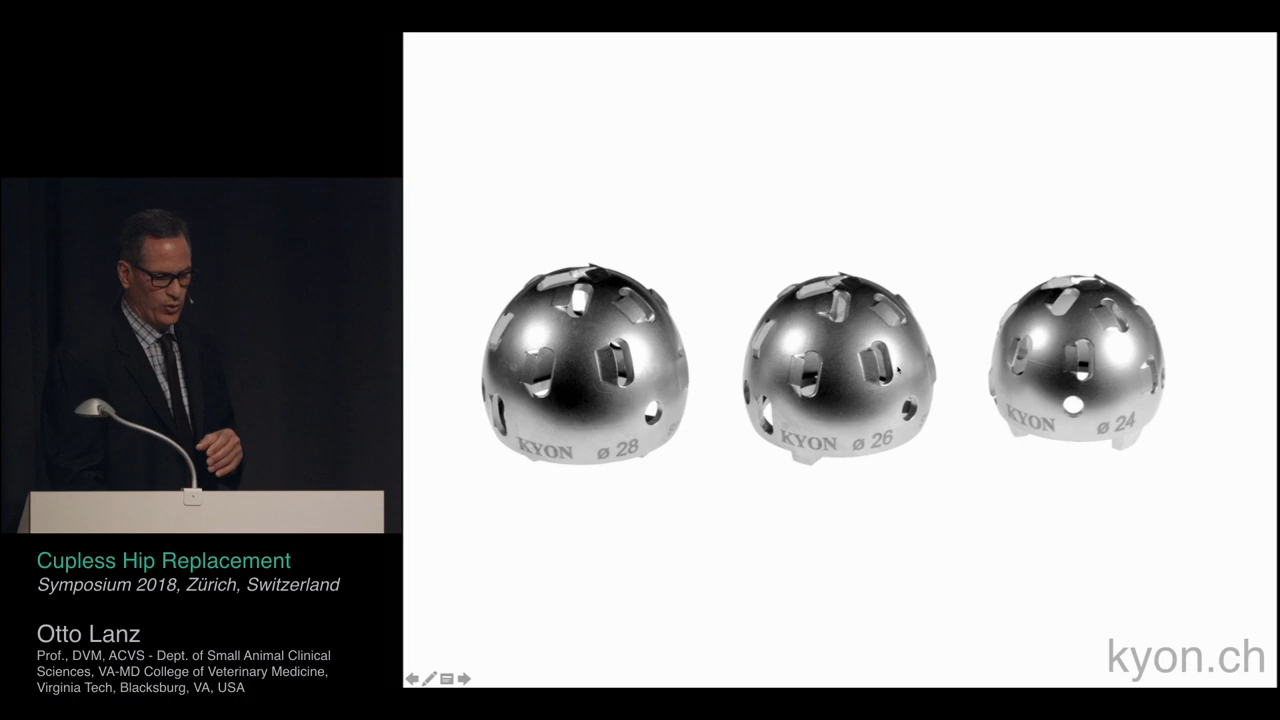 KYON ø 28
KYON ø 26
KYON ø 24
Cupless Hip Replacement
Symposium 2018, Zürich, Switzerland
Otto Lanz
Prof., DVM, ACVS - Dept. of Small Animal Clinical
Sciences, VA-MD College of Veterinary Medicine,
Virginia Tech, Blacksburg, VA, USA
kyon.ch